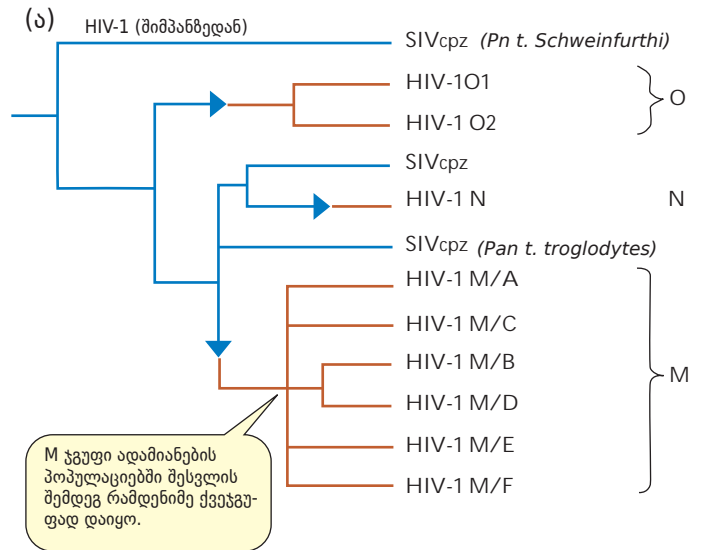 (ა)
HIV-1 (შიმპანზედან)
SIVcpz (Pn t. Schweinfurthi)
HIV-1O1
O
HIV-1 O2
SIVcpz
HIV-1 N
N
SIVcpz (Pan t. troglodytes)
HIV-1 M/A
HIV-1 M/C
HIV-1 M/B
M
HIV-1 M/D
HIV-1 M/E
HIV-1 M/F
M ჯგუფი ადამიანების
პოპულაციებში შესვლის
შემდეგ რამდენიმე ქვეჯგუ-
ფად დაიყო.